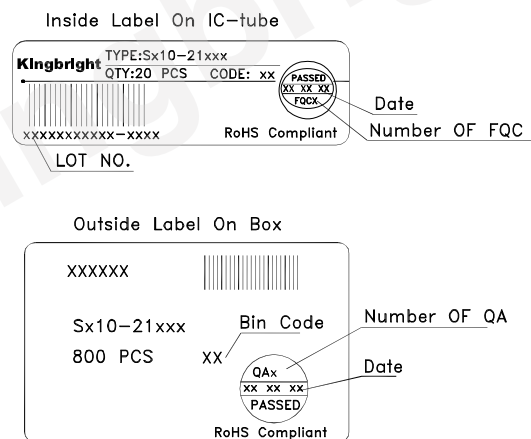 Inside Label On IC-tube
Kingbright
TYPE:Sx10-21xxx
QTY:20 PCS CODE: xx
PASSED
XX XX XX
FQCX
Date
Number OF FQC
xxxxxxxxxxx-xxxx
RoHS Compliant
LOT NO.
Outside Label On Box
XXXXXX
Sx10-21xxx
Bin Code
Number OF QA
800 PCS
XX
QAx
XX XX XX
Date
PASSED
RoHS Compliant